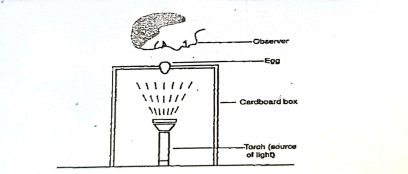 Observer
Egg
Cardboard box
Torch (source
of light)